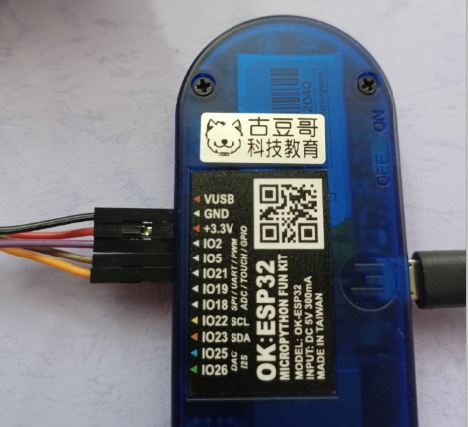 2040
古豆哥
科技教育
ON
OFF
VUSB
GND
+3.3V
IO2
IO5
IO21
IO19
IO18
IO22 SCL
IO23 SDA
IO25
IO26
SPI / UART / PWM
ADC / TOUCH / GPIO
DAC
I2S
OK:ESP32
MICROPYTHON FUN KIT
MODEL: OK-ESP32
INPUT: DC 5V 380mA
MADE IN TAIWAN